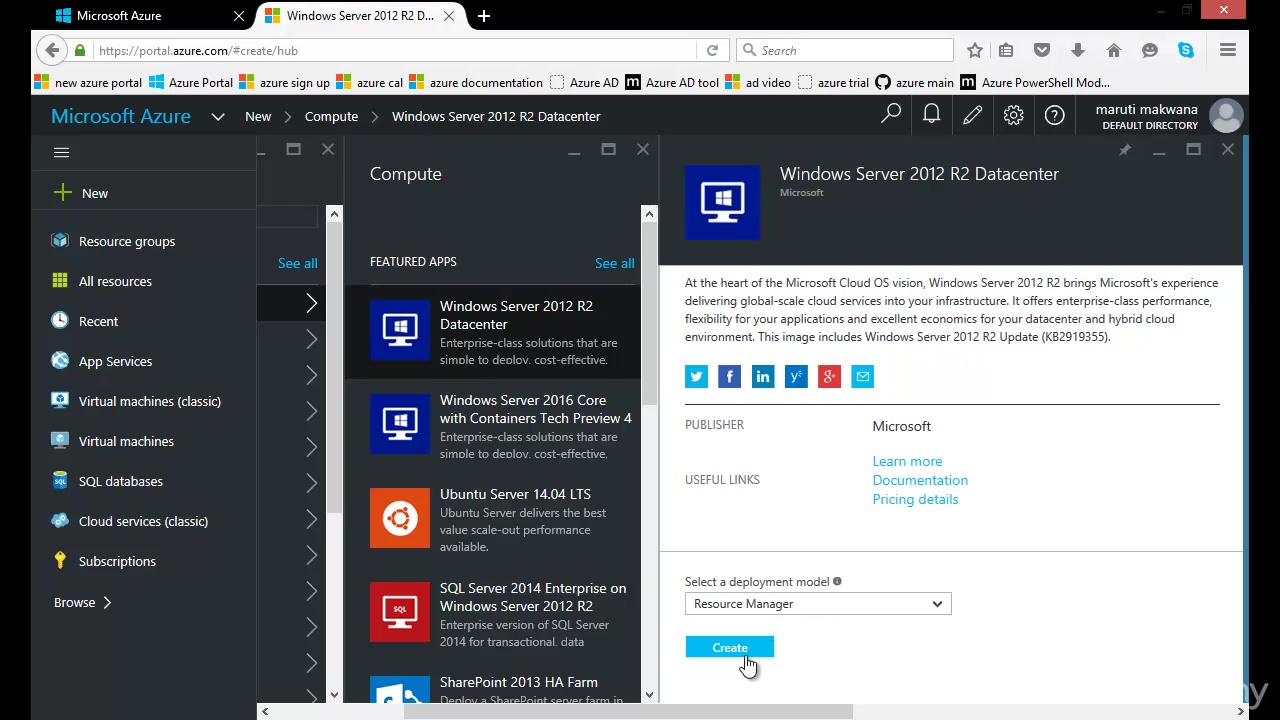 Microsoft Azure
Windows Server 2012 R2 D...
https://portal.azure.com/#create/hub
Search
new azure portal
Azure Portal
azure sign up
azure cal
azure documentation
Azure AD
m
Azure AD tool
ad video
azure trial
azure main
m
Azure PowerShell Mod...
Microsoft Azure
New
Compute
Windows Server 2012 R2 Datacenter
maruti makwana
DEFAULT DIRECTORY
New
Resource groups
All resources
Recent
App Services
Virtual machines (classic)
Virtual machines
SQL
SQL databases
Cloud services (classic)
Subscriptions
Browse
See all
Compute
FEATURED APPS
See all
Windows Server 2012 R2
Datacenter
Enterprise-class solutions that are
simple to deploy, cost-effective,
Windows Server 2016 Core
with Containers Tech Preview 4
Enterprise-class solutions that are
simple to deploy, cost-effective,
Ubuntu Server 14.04 LTS
Ubuntu Server delivers the best
value scale-out performance
available.
SQL
SQL Server 2014 Enterprise on
Windows Server 2012 R2
Enterprise version of SQL Server
2014 for transactional, data
SharePoint 2013 HA Farm
Deploy a SharePoint server farm in
Windows Server 2012 R2 Datacenter
Microsoft
At the heart of the Microsoft Cloud OS vision, Windows Server 2012 R2 brings Microsoft's experience
delivering global-scale cloud services into your infrastructure. It offers enterprise-class performance,
flexibility for your applications and excellent economics for your datacenter and hybrid cloud
environment. This image includes Windows Server 2012 R2 Update (KB2919355).
PUBLISHER
Microsoft
USEFUL LINKS
Learn more
Documentation
Pricing details
Select a deployment model
Resource Manager
Create